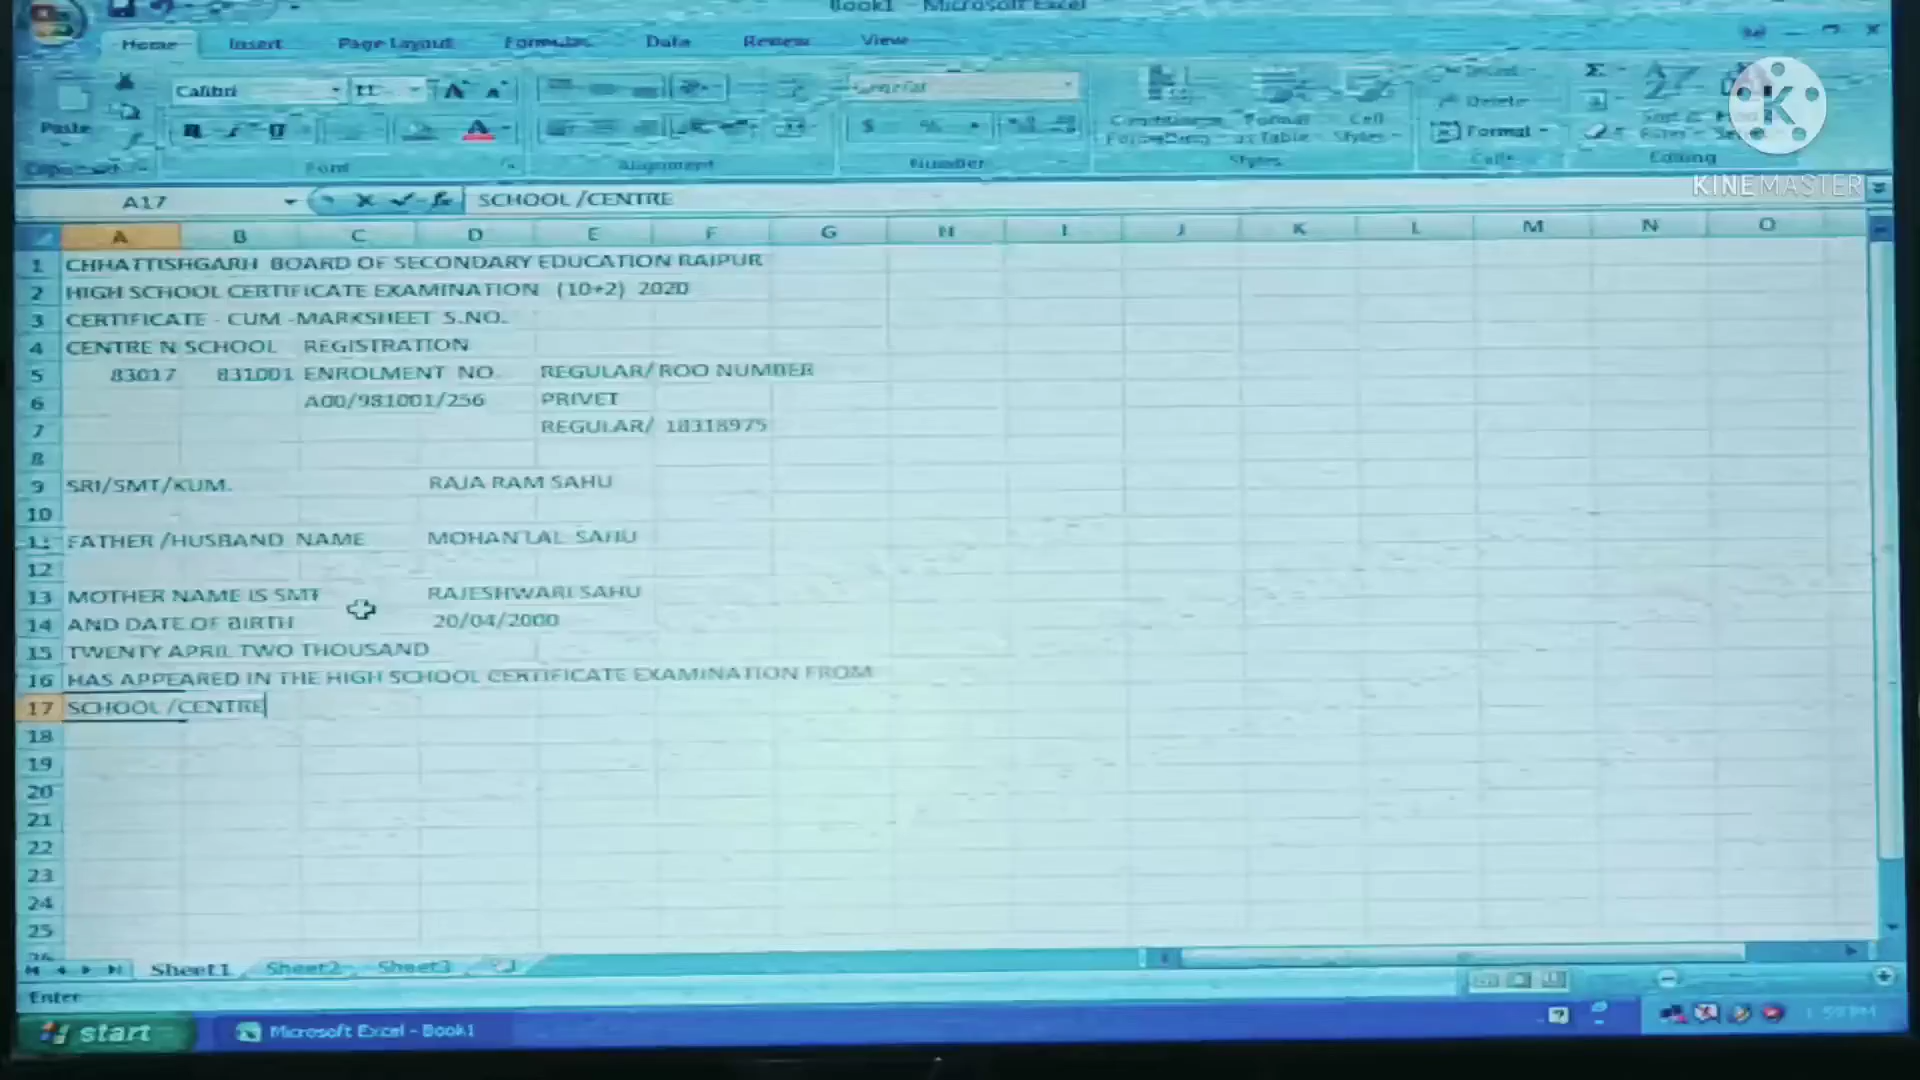 Book1 - Microsoft Excel
Home Insert Page Layout Formulas Data Review View
Calibri 11 General
Paste Delete
Format
Font Alignment Number Styles Cells Editing
KINEMASTER
A17 SCHOOL /CENTRE
A B C D E F G H I J K L M N O
1 CHHATTISHGARH BOARD OF SECONDARY EDUCATION RAIPUR
2 HIGH SCHOOL CERTIFICATE EXAMINATION (10+2) 2020
3 CERTIFICATE - CUM -MARKSHEET S.NO.
4 CENTRE N SCHOOL REGISTRATION
5 83017 831001 ENROLMENT NO. REGULAR/ ROO NUMBER
6 A00/981001/256 PRIVET
7 REGULAR/ 18318975
8
9 SRI/SMT/KUM. RAJA RAM SAHU
10
11 FATHER /HUSBAND NAME MOHAN LAL SAHU
12
13 MOTHER NAME IS SMT RAJESHWARI SAHU
14 AND DATE OF BIRTH 20/04/2000
15 TWENTY APRIL TWO THOUSAND
16 HAS APPEARED IN THE HIGH SCHOOL CERTIFICATE EXAMINATION FROM
17 SCHOOL /CENTRE
18
19
20
21
22
23
24
25
26
Sheet1 Sheet2 Sheet3
Enter
start Microsoft Excel - Book1